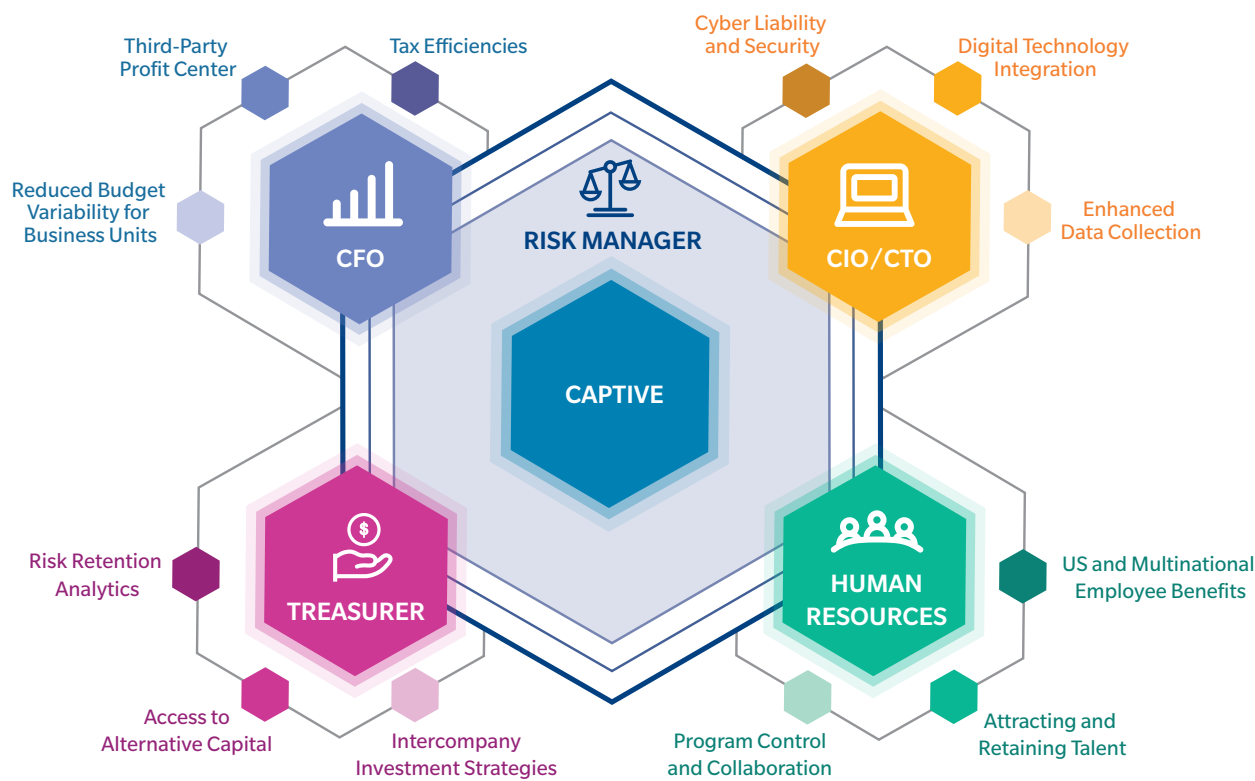 Third-Party
Profit Center
Tax Efficiencies
Reduced Budget
Variability for
Business Units
CFO
RISK MANAGER
CAPTIVE
Cyber Liability
and Security
Digital Technology
Integration
Enhanced
Data Collection
CIO/CTO
Risk Retention
Analytics
$
TREASURER
Access to
Alternative Capital
Intercompany
Investment Strategies
HUMAN
RESOURCES
US and Multinational
Employee Benefits
Program Control
and Collaboration
Attracting and
Retaining Talent